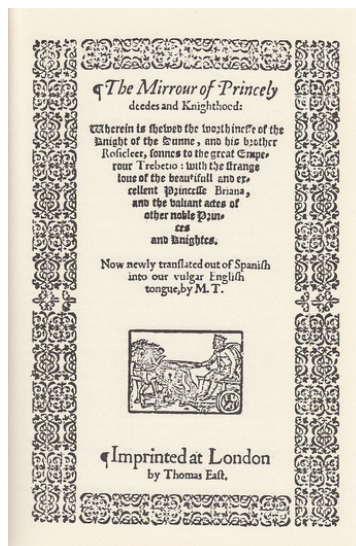 ¶The Mirrour of Princely
deedes and Knighthood:
Wherein is shewed the worthinesse of the
Knight of the Sunne, and his brother
Rosicleer, sonnes to the great Empe-
rour Trebetio: with the strange
loue of the beautifull and ex-
cellent Princesse Briana,
and the valiant actes of
other noble Prin-
ces
and Knightes.
Now newly translated out of Spanish
into our vulgar English
tongue, by M. T.
¶Imprinted at London
by Thomas East.